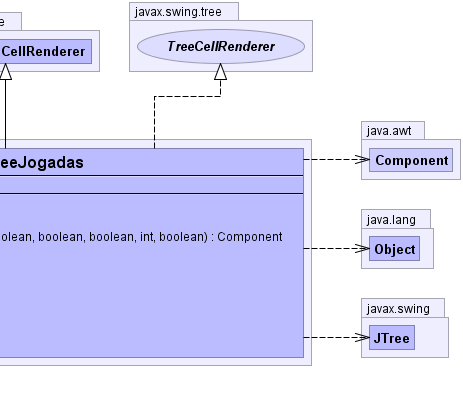 e
javax.swing.tree
CellRenderer
TreeCellRenderer
java.awt
Component
eeJogadas
java.lang
olean, boolean, boolean, int, boolean) : Component
Object
javax.swing
JTree